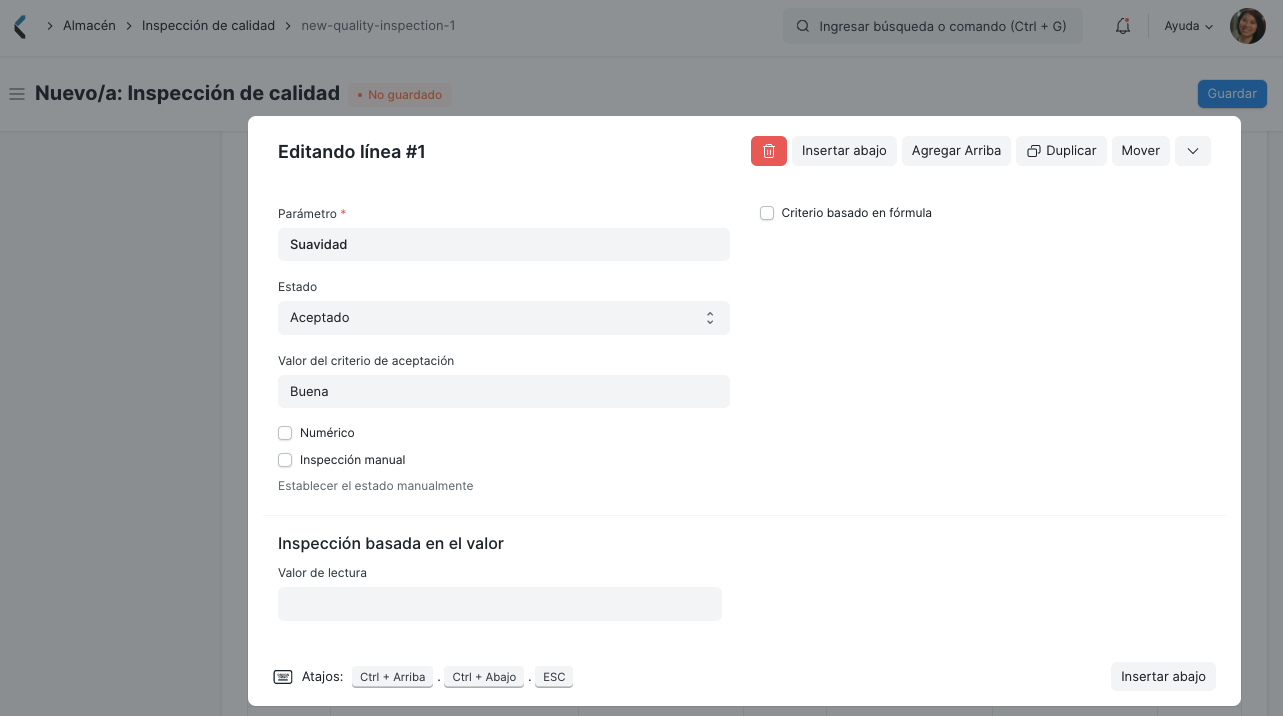 Almacén Inspección de calidad new-quality-inspection-1
Ingresar búsqueda o comando (Ctrl + G)
Ayuda
Nuevo/a: Inspección de calidad
• No guardado
Guardar
Editando línea #1
Insertar abajo
Agregar Arriba
Duplicar
Mover
Parámetro *
Suavidad
Criterio basado en fórmula
Estado
Aceptado
Valor del criterio de aceptación
Buena
Numérico
Inspección manual
Establecer el estado manualmente
Inspección basada en el valor
Valor de lectura
Atajos: Ctrl + Arriba . Ctrl + Abajo . ESC
Insertar abajo